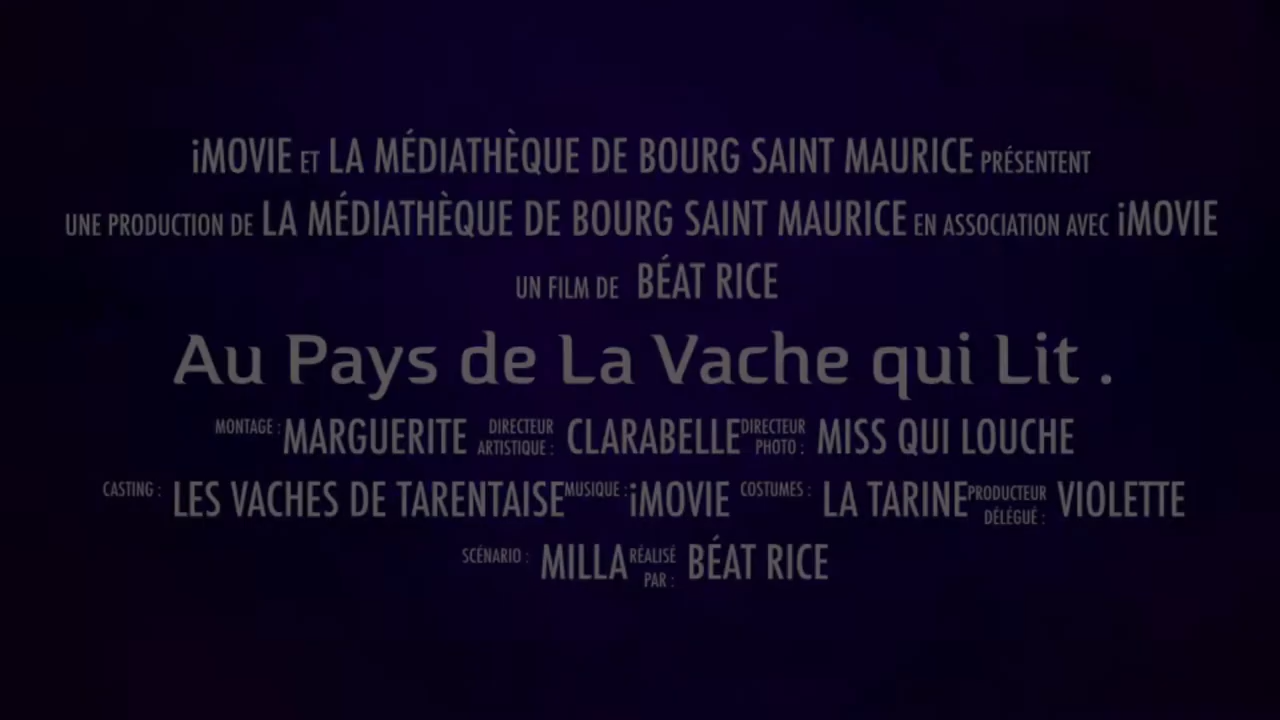 iMOVIE ET LA MÉDIATHÈQUE DE BOURG SAINT MAURICE PRÉSENTENT
UNE PRODUCTION DE LA MÉDIATHÈQUE DE BOURG SAINT MAURICE EN ASSOCIATION AVEC iMOVIE
UN FILM DE BÉAT RICE
Au Pays de La Vache qui Lit .
MONTAGE : MARGUERITE DIRECTEUR ARTISTIQUE : CLARABELLE DIRECTEUR PHOTO : MISS QUI LOUCHE
CASTING : LES VACHES DE TARENTAISE MUSIQUE : iMOVIE COSTUMES : LA TARINE PRODUCTEUR DÉLÉGUÉ : VIOLETTE
SCÉNARIO : MILLA RÉALISÉ PAR : BÉAT RICE